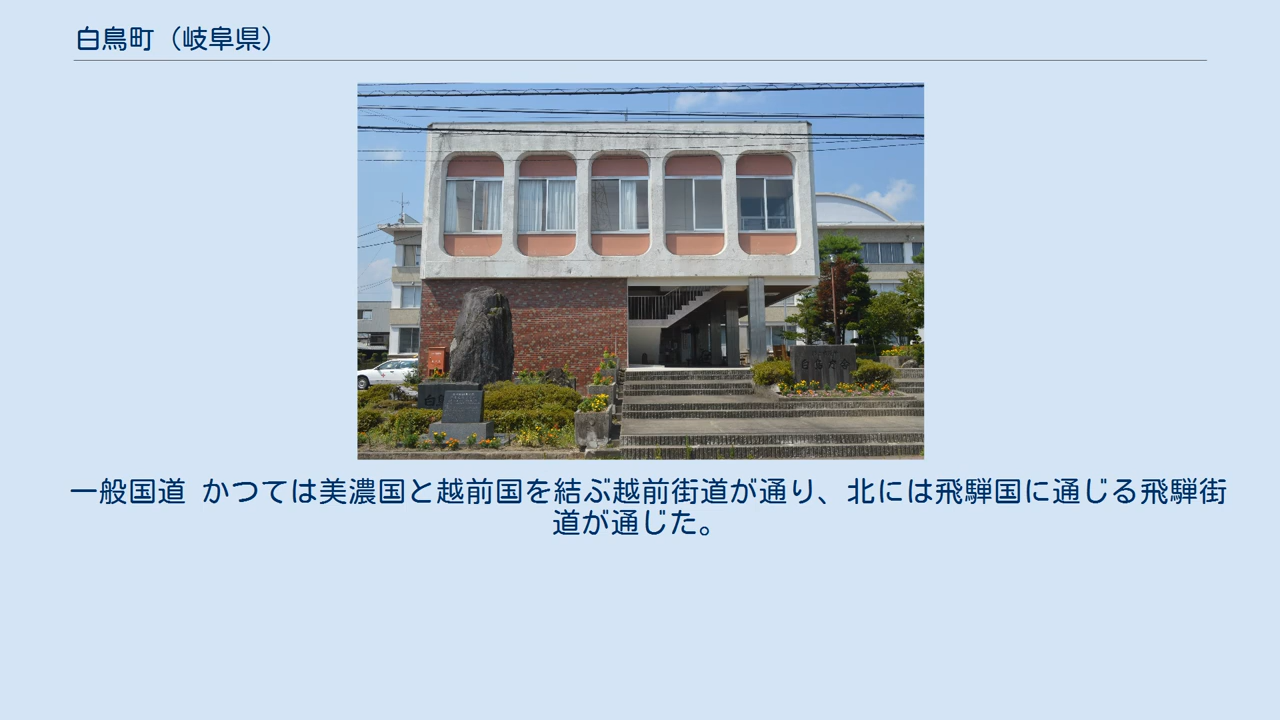 白鳥町（岐阜県）
一般国道 かつては美濃国と越前国を結ぶ越前街道が通り、北には飛騨国に通じる飛騨街
道が通じた。